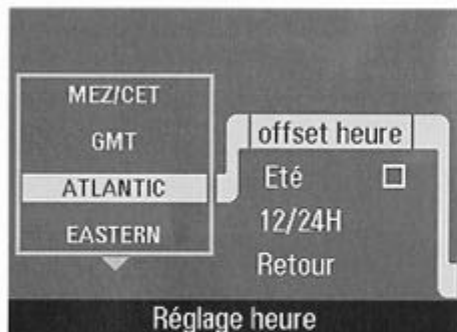 MEZ/CET
GMT
ATLANTIC
EASTERN
offset heure
Eté
12/24H
Retour
Réglage heure